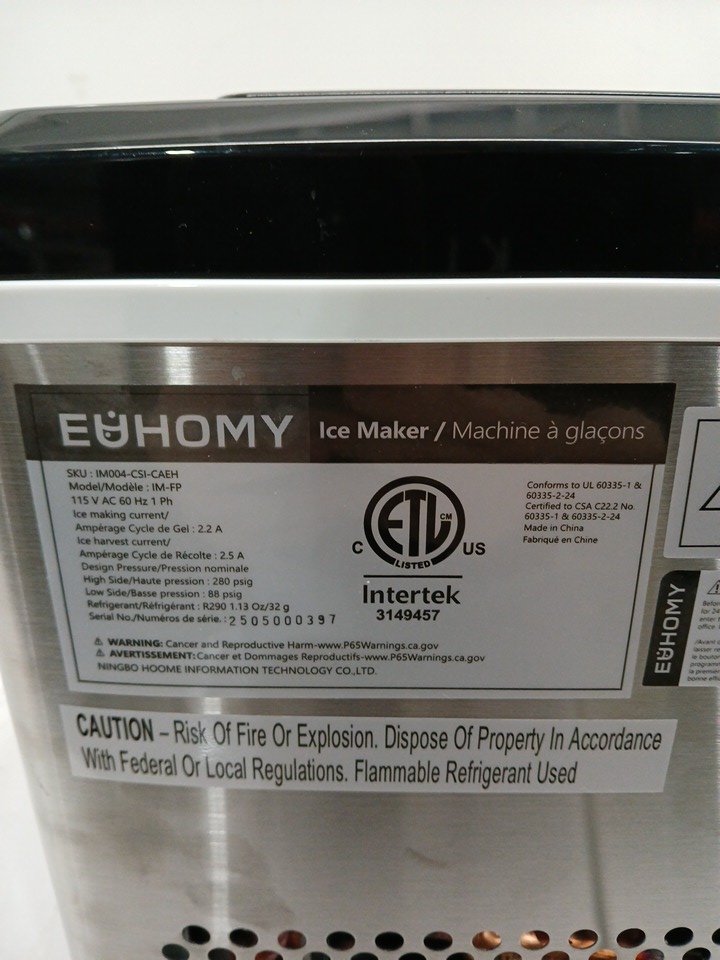 EUHOMY Ice Maker / Machine à glaçons
SKU : IM004-CSI-CAEH
Model/Modèle : IM-FP
115 V AC 60 Hz 1 Ph
Ice making current/
Ampérage Cycle de Gel : 2.2 A
Ice harvest current/
Ampérage Cycle de Récolte : 2.5 A
Design Pressure/Pression nominale
High Side/Haute pression : 280 psig
Low Side/Basse pression : 88 psig
Refrigerant/Réfrigérant : R290 1.13 Oz/32 g
Serial No./Numéros de série. : 2505000397
ETL CM
LISTED
C US
Intertek
3149457
Conforms to UL 60335-1 &
60335-2-24
Certified to CSA C22.2 No.
60335-1 & 60335-2-24
Made in China
Fabriqué en Chine
WARNING: Cancer and Reproductive Harm-www.P65Warnings.ca.gov
AVERTISSEMENT: Cancer et Dommages Reproductifs-www.P65Warnings.ca.gov
NINGBO HOOME INFORMATION TECHNOLOGY CO.,LTD.
CAUTION – Risk Of Fire Or Explosion. Dispose Of Property In Accordance
With Federal Or Local Regulations. Flammable Refrigerant Used
EUHOMY